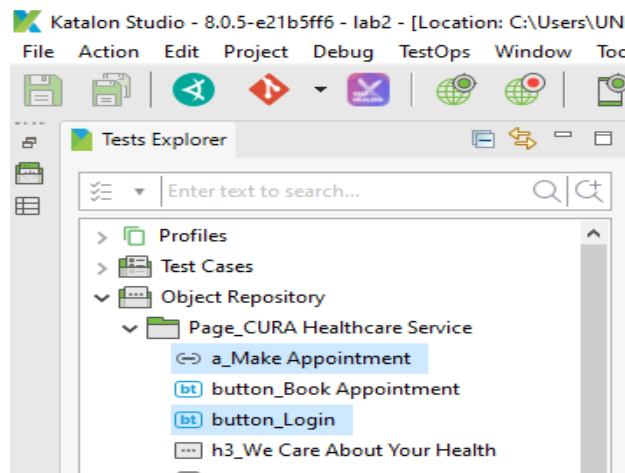 Katalon Studio - 8.0.5-e21b5ff6 - lab2 - [Location: C:\Users\UNI
File Action Edit Project Debug TestOps Window Too
Tests Explorer
Enter text to search...
Profiles
Test Cases
Object Repository
Page_CURA Healthcare Service
a_Make Appointment
bt button_Book Appointment
bt button_Login
h3_We Care About Your Health